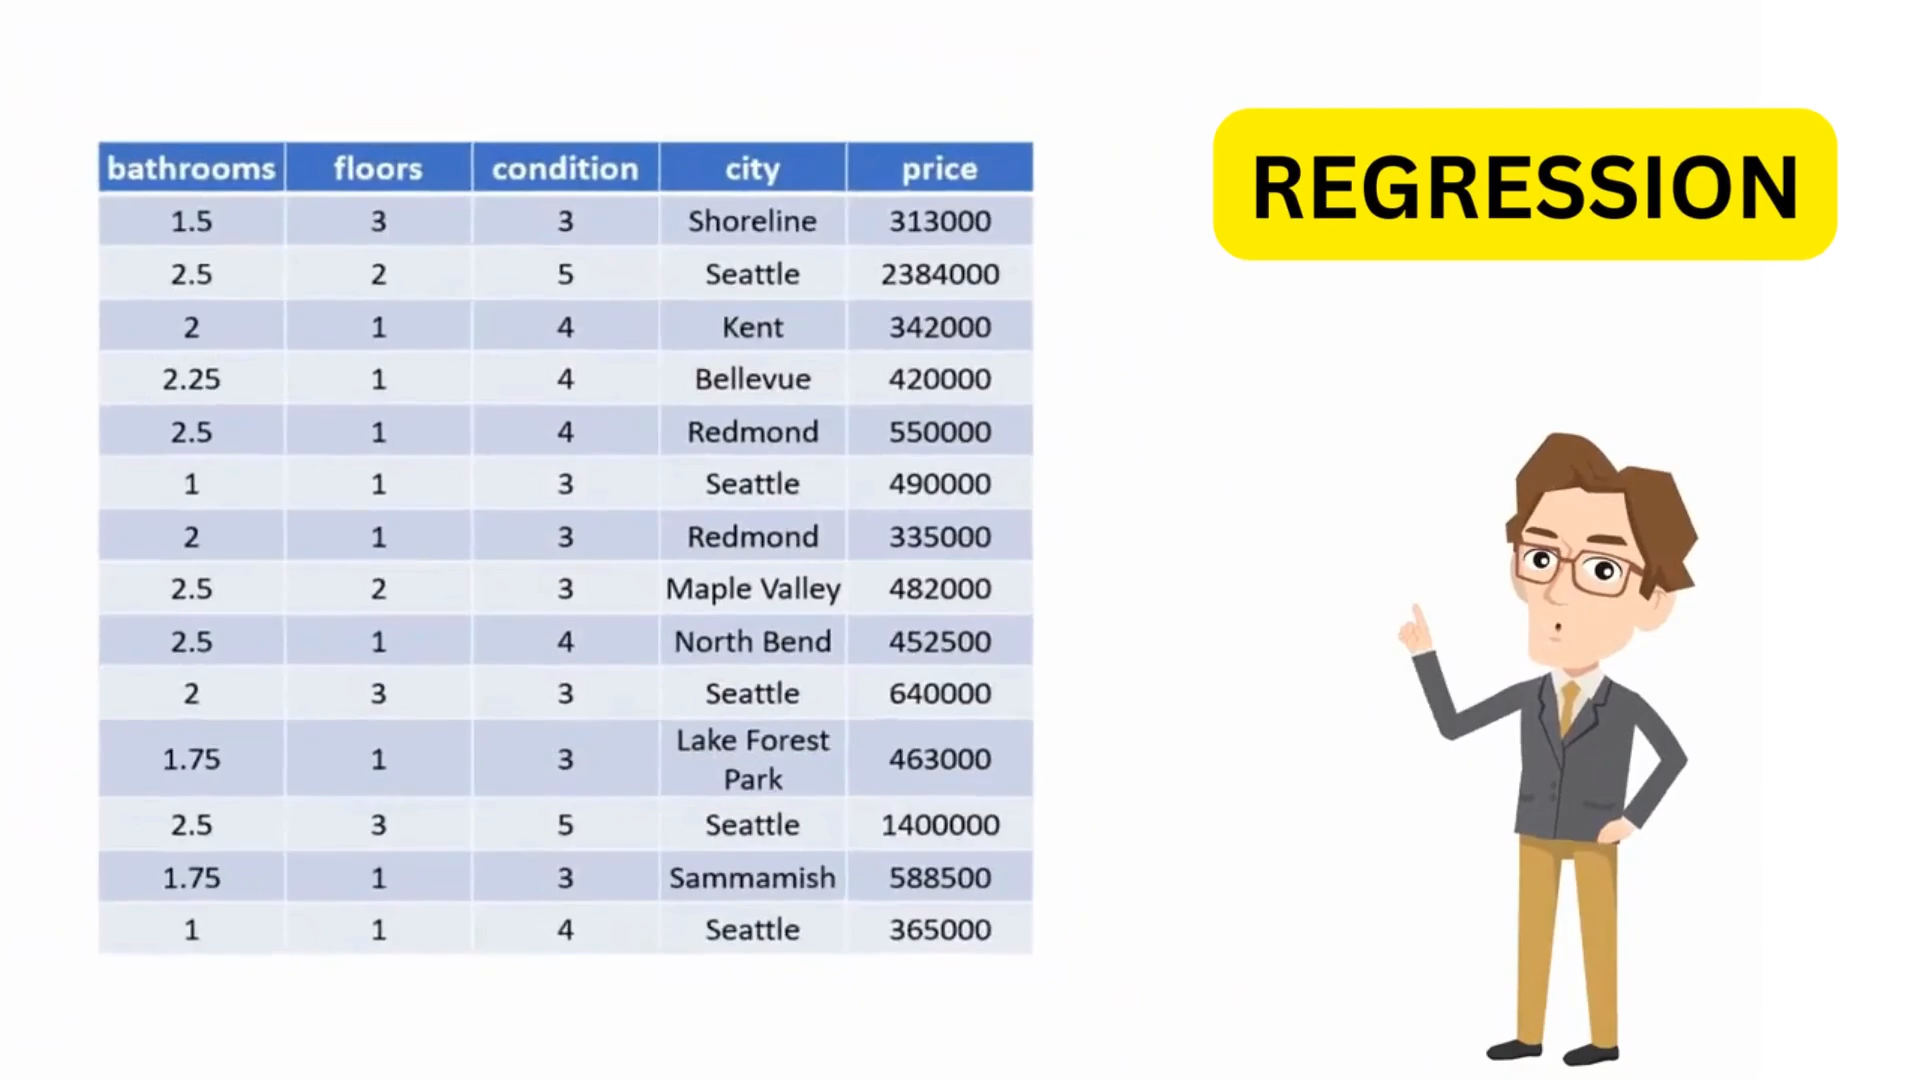 bathrooms floors condition city price
1.5 3 3 Shoreline 313000
2.5 2 5 Seattle 2384000
2 1 4 Kent 342000
2.25 1 4 Bellevue 420000
2.5 1 4 Redmond 550000
1 1 3 Seattle 490000
2 1 3 Redmond 335000
2.5 2 3 Maple Valley 482000
2.5 1 4 North Bend 452500
2 3 3 Seattle 640000
1.75 1 3 Lake Forest Park 463000
2.5 3 5 Seattle 1400000
1.75 1 3 Sammamish 588500
1 1 4 Seattle 365000
REGRESSION